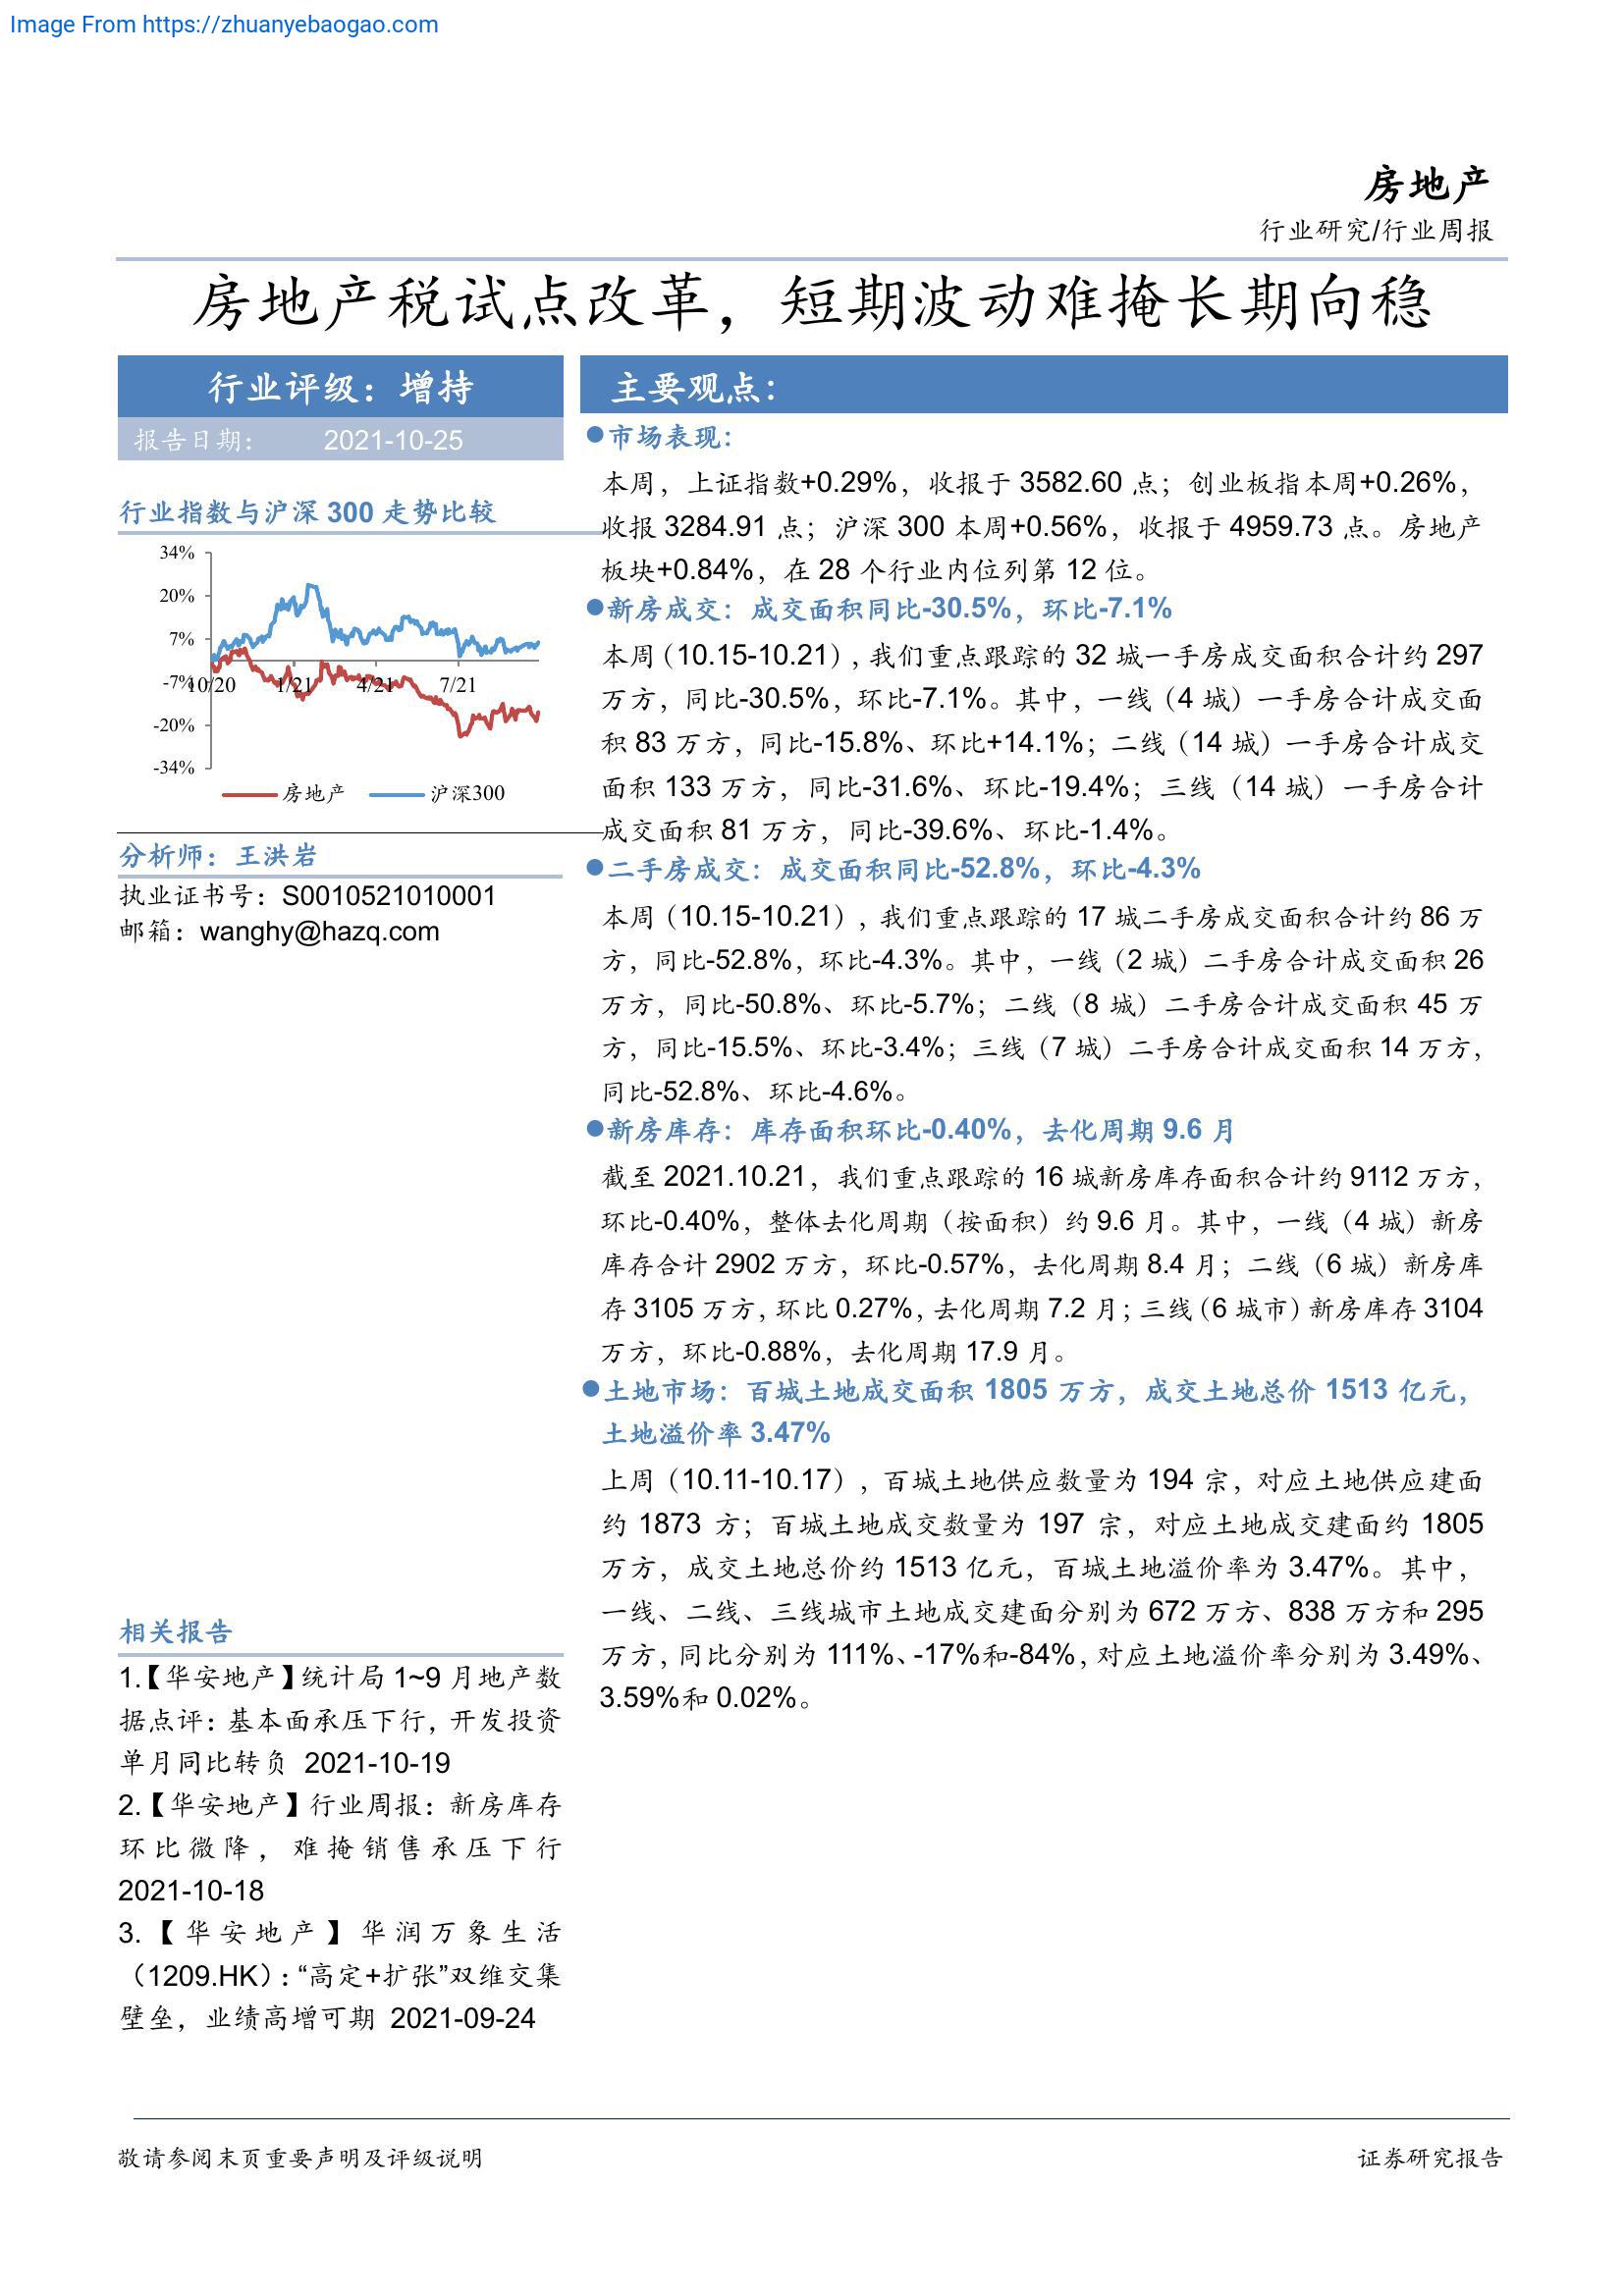 Image From https://zhuanyebaogao.com
房地产
行业研究/行业周报
房地产税试点改革，短期波动难掩长期向稳
行业评级：增持
报告日期： 2021-10-25
行业指数与沪深 300 走势比较
34%
20%
7%
-7%
-20%
-34%
10/20 1/21 4/21 7/21
房地产 沪深300
分析师：王洪岩
执业证书号：S0010521010001
邮箱：wanghy@hazq.com
相关报告
1.【华安地产】统计局 1~9 月地产数
据点评：基本面承压下行，开发投资
单月同比转负 2021-10-19
2.【华安地产】行业周报：新房库存
环比微降，难掩销售承压下行
2021-10-18
3.【华安地产】华润万象生活
（1209.HK）：“高定+扩张”双维交集
壁垒，业绩高增可期 2021-09-24
主要观点：
●市场表现：
本周，上证指数+0.29%，收报于 3582.60 点；创业板指本周+0.26%，
收报 3284.91 点；沪深 300 本周+0.56%，收报于 4959.73 点。房地产
板块+0.84%，在 28 个行业内位列第 12 位。
●新房成交：成交面积同比-30.5%，环比-7.1%
本周（10.15-10.21），我们重点跟踪的 32 城一手房成交面积合计约 297
万方，同比-30.5%，环比-7.1%。其中，一线（4 城）一手房合计成交面
积 83 万方，同比-15.8%、环比+14.1%；二线（14 城）一手房合计成交
面积 133 万方，同比-31.6%、环比-19.4%；三线（14 城）一手房合计
成交面积 81 万方，同比-39.6%、环比-1.4%。
●二手房成交：成交面积同比-52.8%，环比-4.3%
本周（10.15-10.21），我们重点跟踪的 17 城二手房成交面积合计约 86 万
方，同比-52.8%，环比-4.3%。其中，一线（2 城）二手房合计成交面积 26
万方，同比-50.8%、环比-5.7%；二线（8 城）二手房合计成交面积 45 万
方，同比-15.5%、环比-3.4%；三线（7 城）二手房合计成交面积 14 万方，
同比-52.8%、环比-4.6%。
●新房库存：库存面积环比-0.40%，去化周期 9.6 月
截至 2021.10.21，我们重点跟踪的 16 城新房库存面积合计约 9112 万方，
环比-0.40%，整体去化周期（按面积）约 9.6 月。其中，一线（4 城）新房
库存合计 2902 万方，环比-0.57%，去化周期 8.4 月；二线（6 城）新房库
存 3105 万方，环比 0.27%，去化周期 7.2 月；三线（6 城市）新房库存 3104
万方，环比-0.88%，去化周期 17.9 月。
●土地市场：百城土地成交面积 1805 万方，成交土地总价 1513 亿元，
土地溢价率 3.47%
上周（10.11-10.17），百城土地供应数量为 194 宗，对应土地供应建面
约 1873 方；百城土地成交数量为 197 宗，对应土地成交建面约 1805
万方，成交土地总价约 1513 亿元，百城土地溢价率为 3.47%。其中，
一线、二线、三线城市土地成交建面分别为 672 万方、838 万方和 295
万方，同比分别为 111%、-17%和-84%，对应土地溢价率分别为 3.49%、
3.59%和 0.02%。
敬请参阅末页重要声明及评级说明
证券研究报告